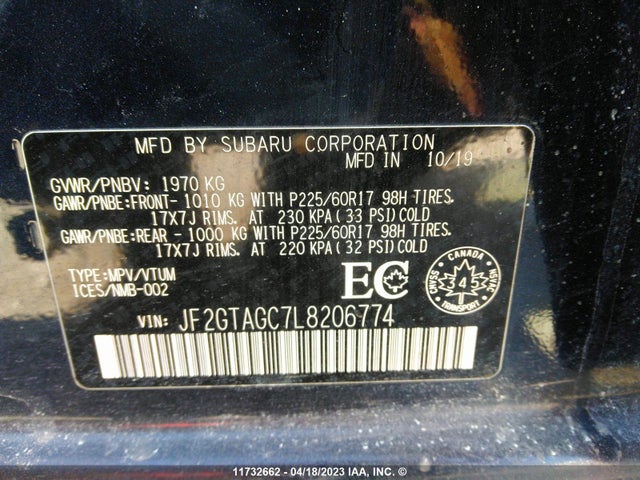 MFD BY SUBARU CORPORATION
MFD IN 10/19
GVWR/PNBV: 1970 KG
GAWR/PNBE:FRONT- 1010 KG WITH P225/60R17 98H TIRES.
17X7J RIMS. AT 230 KPA(33 PSI)COLD
GAWR/PNBE:REAR - 1000 KG WITH P225/60R17 98H TIRES.
17X7J RIMS. AT 220 KPA(32 PSI)COLD
TYPE:MPV/VTUM
ICES/NMB-002
EC
CANADA
CMVSS
NSVAC
345
VIN: JF2GTAGC7L8206774
11732662 - 04/18/2023 IAA, INC. ©